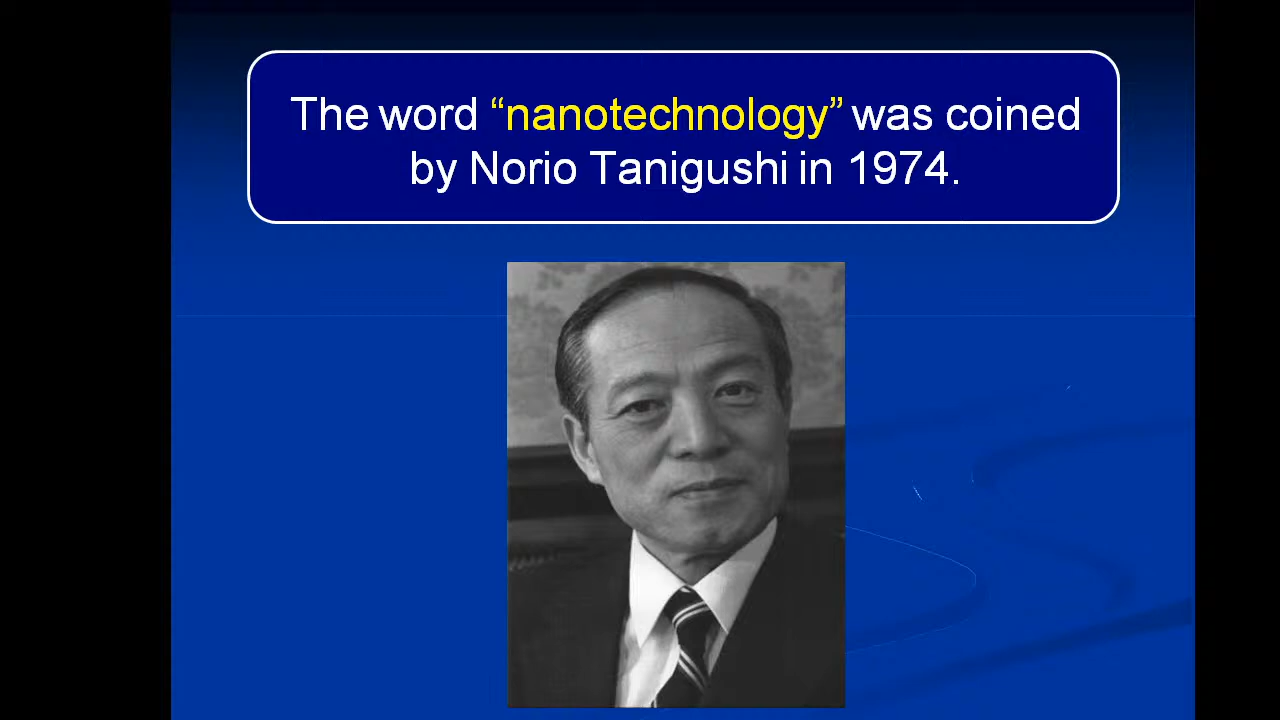 The word “nanotechnology” was coined
by Norio Tanigushi in 1974.